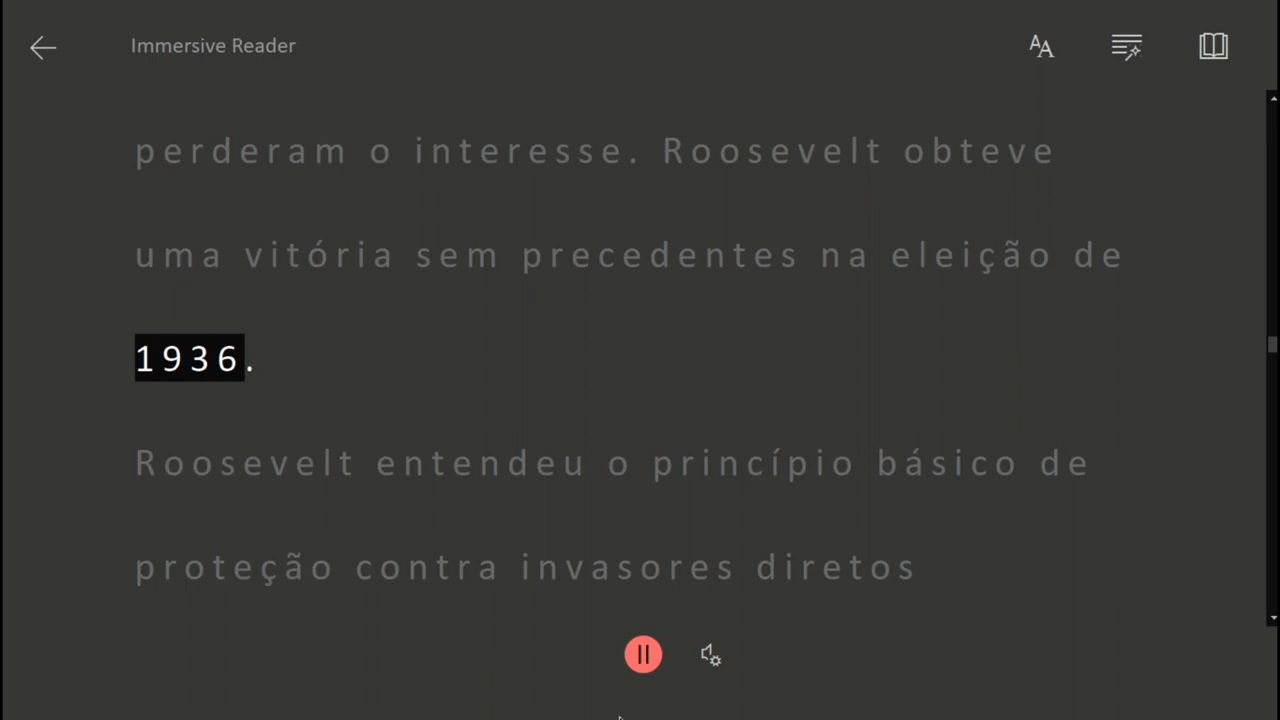 Immersive Reader
perderam o interesse. Roosevelt obteve
uma vitória sem precedentes na eleição de
1936.
Roosevelt entendeu o princípio básico de
proteção contra invasores diretos